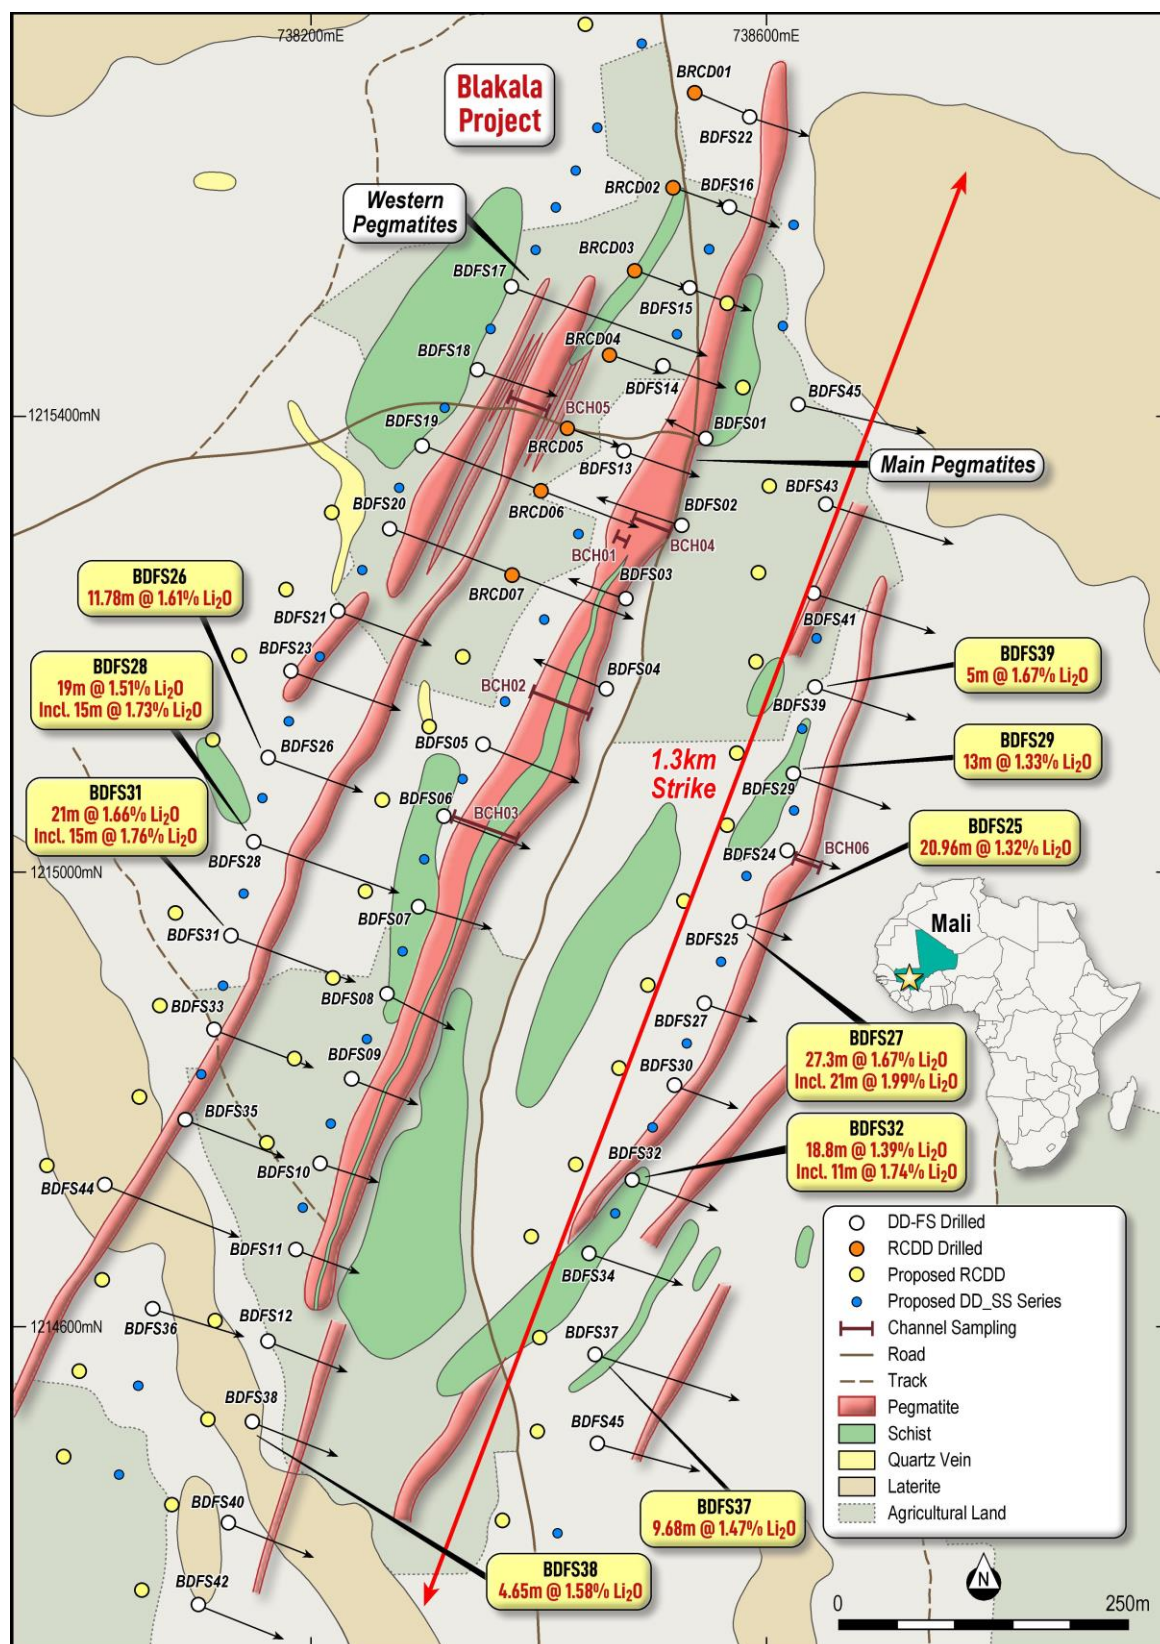 738200mE
738600mE
Blakala
Project
BRCD01
BDFS22
BRCD02
BDFS16
Western
Pegmatites
BRCD03
BDFS17
BDFS15
BRCD04
BDFS18
BDFS14
BDFS45
1215400mN
BCH05
BDFS19
BRCD05
BDFS01
BDFS13
Main Pegmatites
BDFS43
BDFS20
BRCD06
BDFS02
BCH01
BCH04
BDFS26
11.78m @ 1.61% Li₂O
BDFS03
BRCD07
BDFS21
BDFS41
BDFS23
BDFS04
BDFS28
19m @ 1.51% Li₂O
Incl. 15m @ 1.73% Li₂O
BCH02
BDFS39
5m @ 1.67% Li₂O
BDFS39
BDFS26
BDFS05
1.3km
Strike
BDFS29
13m @ 1.33% Li₂O
BDFS31
21m @ 1.66% Li₂O
Incl. 15m @ 1.76% Li₂O
BDFS06
BCH03
BDFS29
BDFS25
20.96m @ 1.32% Li₂O
BDFS28
BDFS24
BCH06
1215000mN
BDFS07
Mali
BDFS31
BDFS25
BDFS33
BDFS08
BDFS27
BDFS27
27.3m @ 1.67% Li₂O
Incl. 21m @ 1.99% Li₂O
BDFS09
BDFS30
BDFS35
BDFS32
18.8m @ 1.39% Li₂O
Incl. 11m @ 1.74% Li₂O
BDFS32
BDFS10
BDFS44
BDFS11
BDFS34
DD-FS Drilled
RCDD Drilled
Proposed RCDD
Proposed DD_SS Series
Channel Sampling
Road
Track
Pegmatite
Schist
Quartz Vein
Laterite
Agricultural Land
1214600mN
BDFS36
BDFS12
BDFS37
BDFS38
BDFS45
BDFS37
9.68m @ 1.47% Li₂O
BDFS40
BDFS38
4.65m @ 1.58% Li₂O
BDFS42
N
0
250m